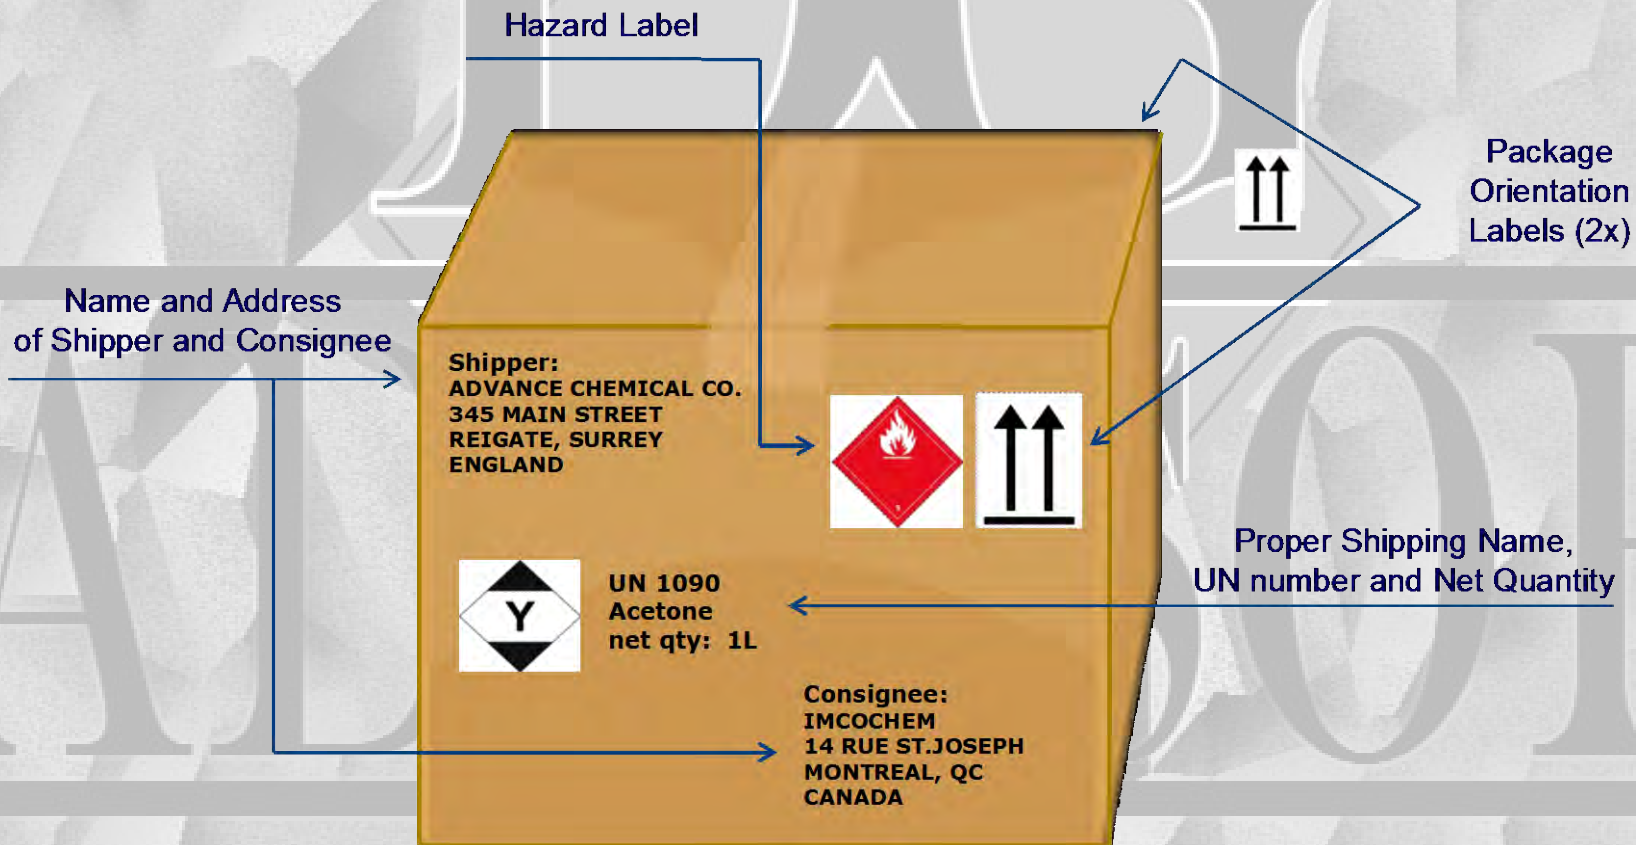 Hazard Label
Package
Orientation
Labels (2x)
Name and Address
of Shipper and Consignee
Shipper:
ADVANCE CHEMICAL CO.
345 MAIN STREET
REIGATE, SURREY
ENGLAND
Proper Shipping Name,
UN number and Net Quantity
Y
UN 1090
Acetone
net qty: 1L
Consignee:
IMCOCHEM
14 RUE ST.JOSEPH
MONTREAL, QC
CANADA